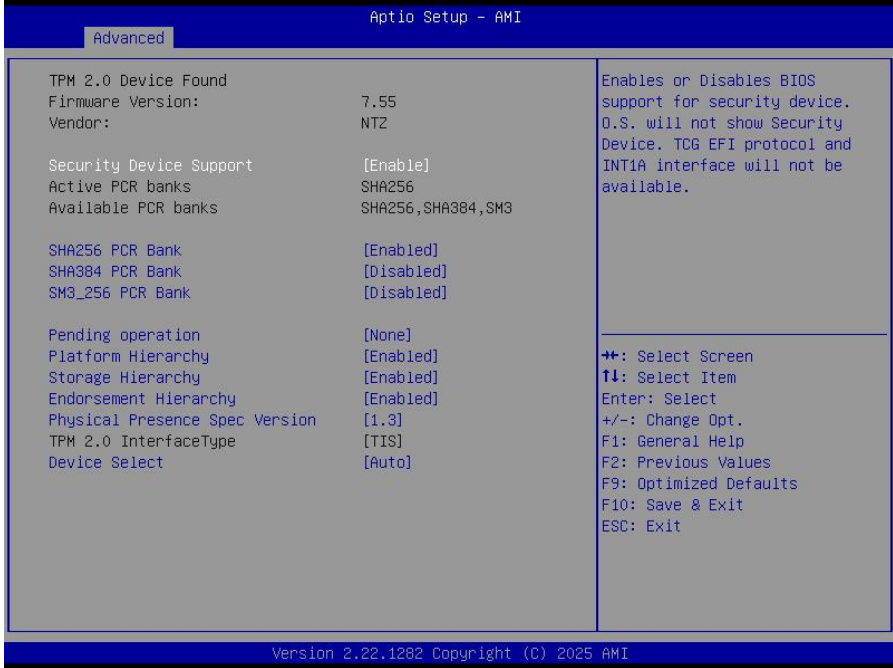 Aptio Setup - AMI
Advanced
TPM 2.0 Device Found
Firmware Version: 7.55
Vendor: NTZ
Security Device Support [Enable]
Active PCR banks SHA256
Available PCR banks SHA256,SHA384,SM3
SHA256 PCR Bank [Enabled]
SHA384 PCR Bank [Disabled]
SM3_256 PCR Bank [Disabled]
Pending operation [None]
Platform Hierarchy [Enabled]
Storage Hierarchy [Enabled]
Endorsement Hierarchy [Enabled]
Physical Presence Spec Version [1.3]
TPM 2.0 InterfaceType [TIS]
Device Select [Auto]
Enables or Disables BIOS
support for security device.
O.S. will not show Security
Device. TCG EFI protocol and
INT1A interface will not be
available.
→←: Select Screen
↑↓: Select Item
Enter: Select
+/-: Change Opt.
F1: General Help
F2: Previous Values
F9: Optimized Defaults
F10: Save & Exit
ESC: Exit
Version 2.22.1282 Copyright (C) 2025 AMI